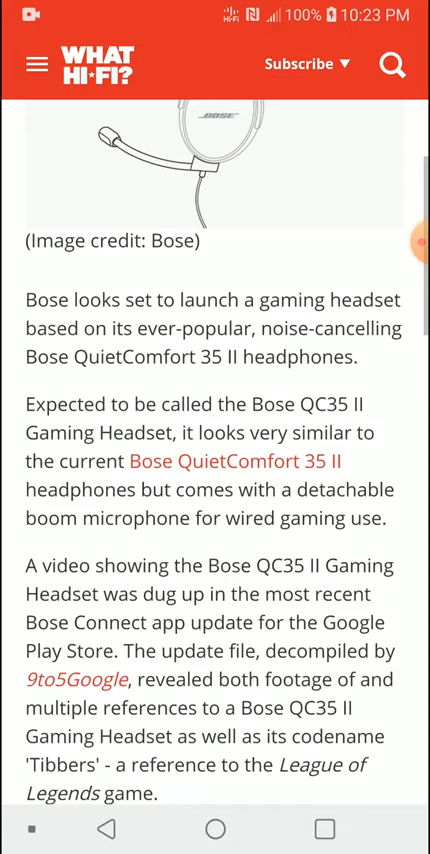 100% 10:23 PM
WHAT HI-FI?
Subscribe
BOSE
(Image credit: Bose)
Bose looks set to launch a gaming headset
based on its ever-popular, noise-cancelling
Bose QuietComfort 35 II headphones.
Expected to be called the Bose QC35 II
Gaming Headset, it looks very similar to
the current Bose QuietComfort 35 II
headphones but comes with a detachable
boom microphone for wired gaming use.
A video showing the Bose QC35 II Gaming
Headset was dug up in the most recent
Bose Connect app update for the Google
Play Store. The update file, decompiled by
9to5Google, revealed both footage of and
multiple references to a Bose QC35 II
Gaming Headset as well as its codename
'Tibbers' - a reference to the League of
Legends game.